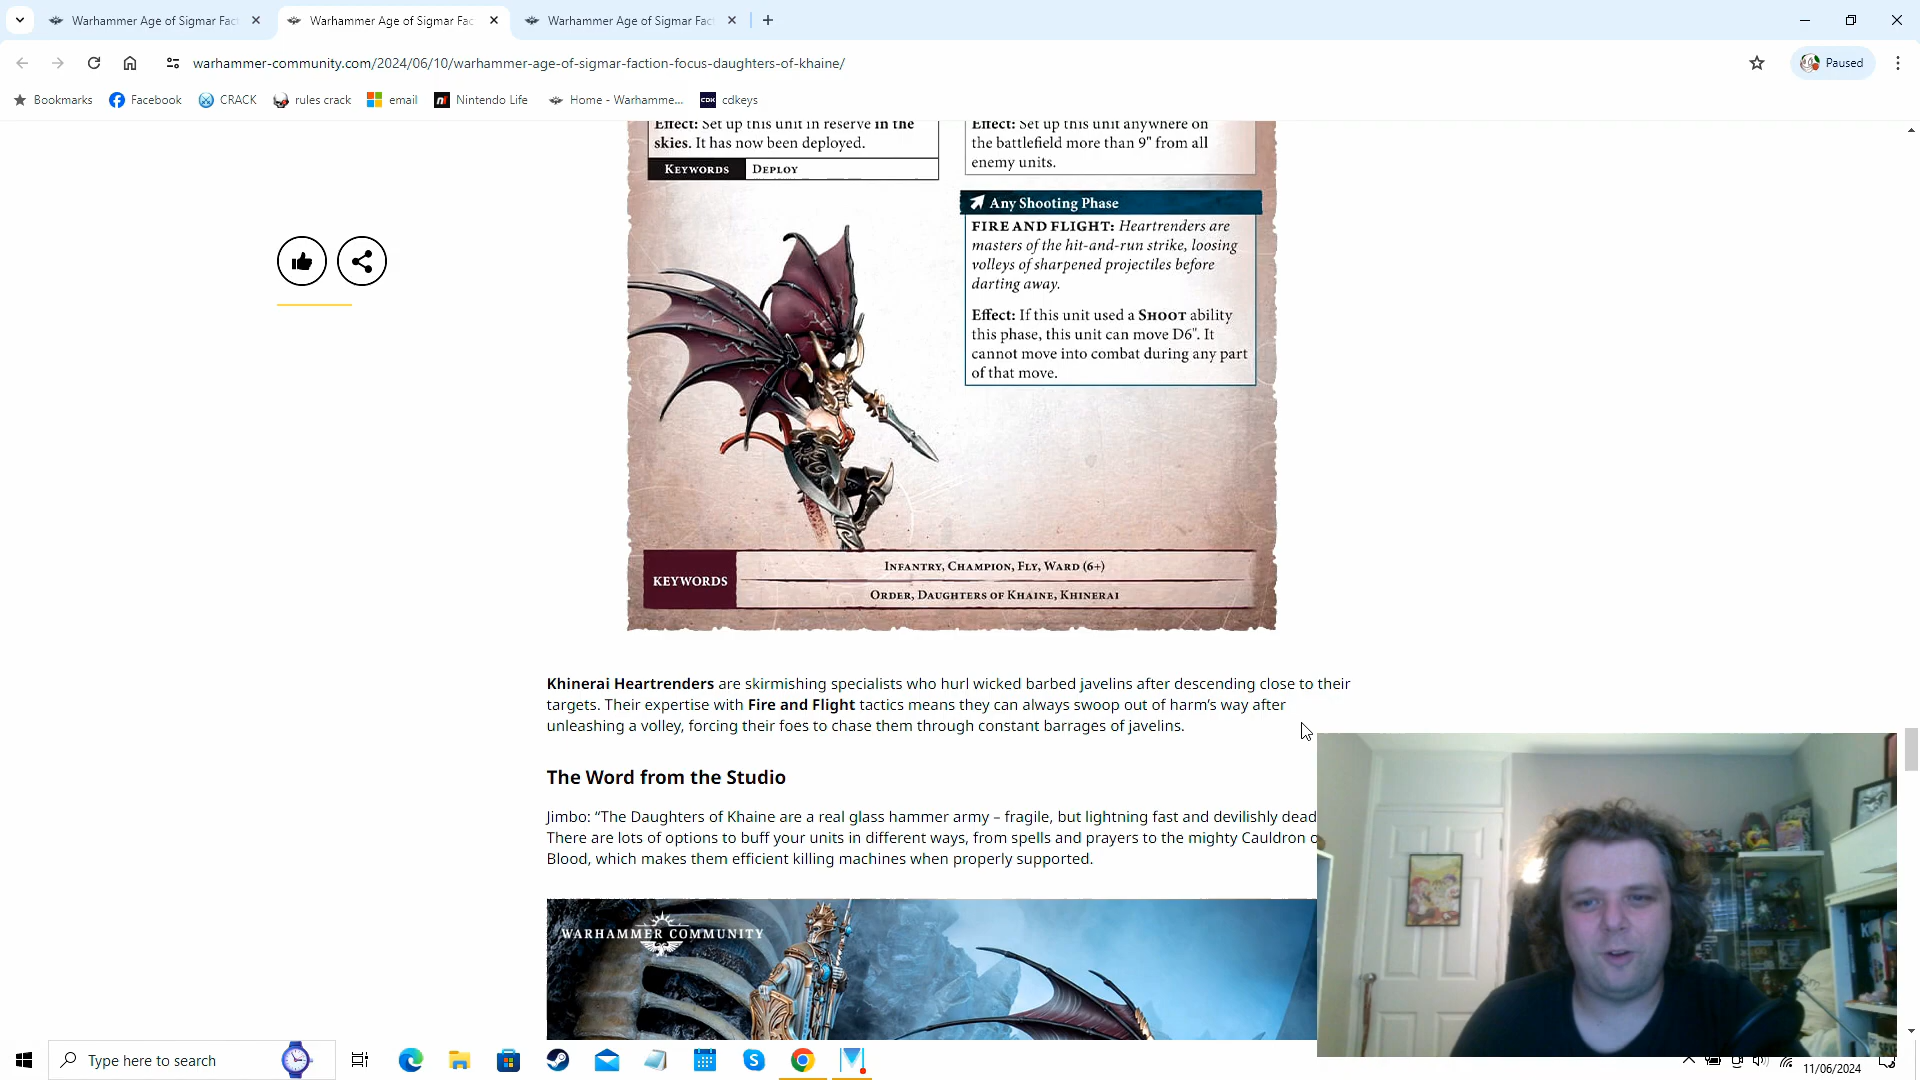 Warhammer Age of Sigmar Fac
Warhammer Age of Sigmar Fac
Warhammer Age of Sigmar Fac
warhammer-community.com/2024/06/10/warhammer-age-of-sigmar-faction-focus-daughters-of-khaine/
Paused
Bookmarks
Facebook
CRACK
rules crack
email
Nintendo Life
Home - Warhamme...
CDK
cdkeys
Effect: Set up this unit in reserve in the
skies. It has now been deployed.
KEYWORDS DEPLOY
Effect: Set up this unit anywhere on
the battlefield more than 9" from all
enemy units.
Any Shooting Phase
FIRE AND FLIGHT: Heartrenders are
masters of the hit-and-run strike, loosing
volleys of sharpened projectiles before
darting away.
Effect: If this unit used a SHOOT ability
this phase, this unit can move D6". It
cannot move into combat during any part
of that move.
KEYWORDS
INFANTRY, CHAMPION, FLY, WARD (6+)
ORDER, DAUGHTERS OF KHAINE, KHINERAI
Khinerai Heartrenders are skirmishing specialists who hurl wicked barbed javelins after descending close to their
targets. Their expertise with Fire and Flight tactics means they can always swoop out of harm's way after
unleashing a volley, forcing their foes to chase them through constant barrages of javelins.
The Word from the Studio
Jimbo: “The Daughters of Khaine are a real glass hammer army – fragile, but lightning fast and devilishly dead
There are lots of options to buff your units in different ways, from spells and prayers to the mighty Cauldron o
Blood, which makes them efficient killing machines when properly supported.
WARHAMMER COMMUNITY
Type here to search
11/06/2024